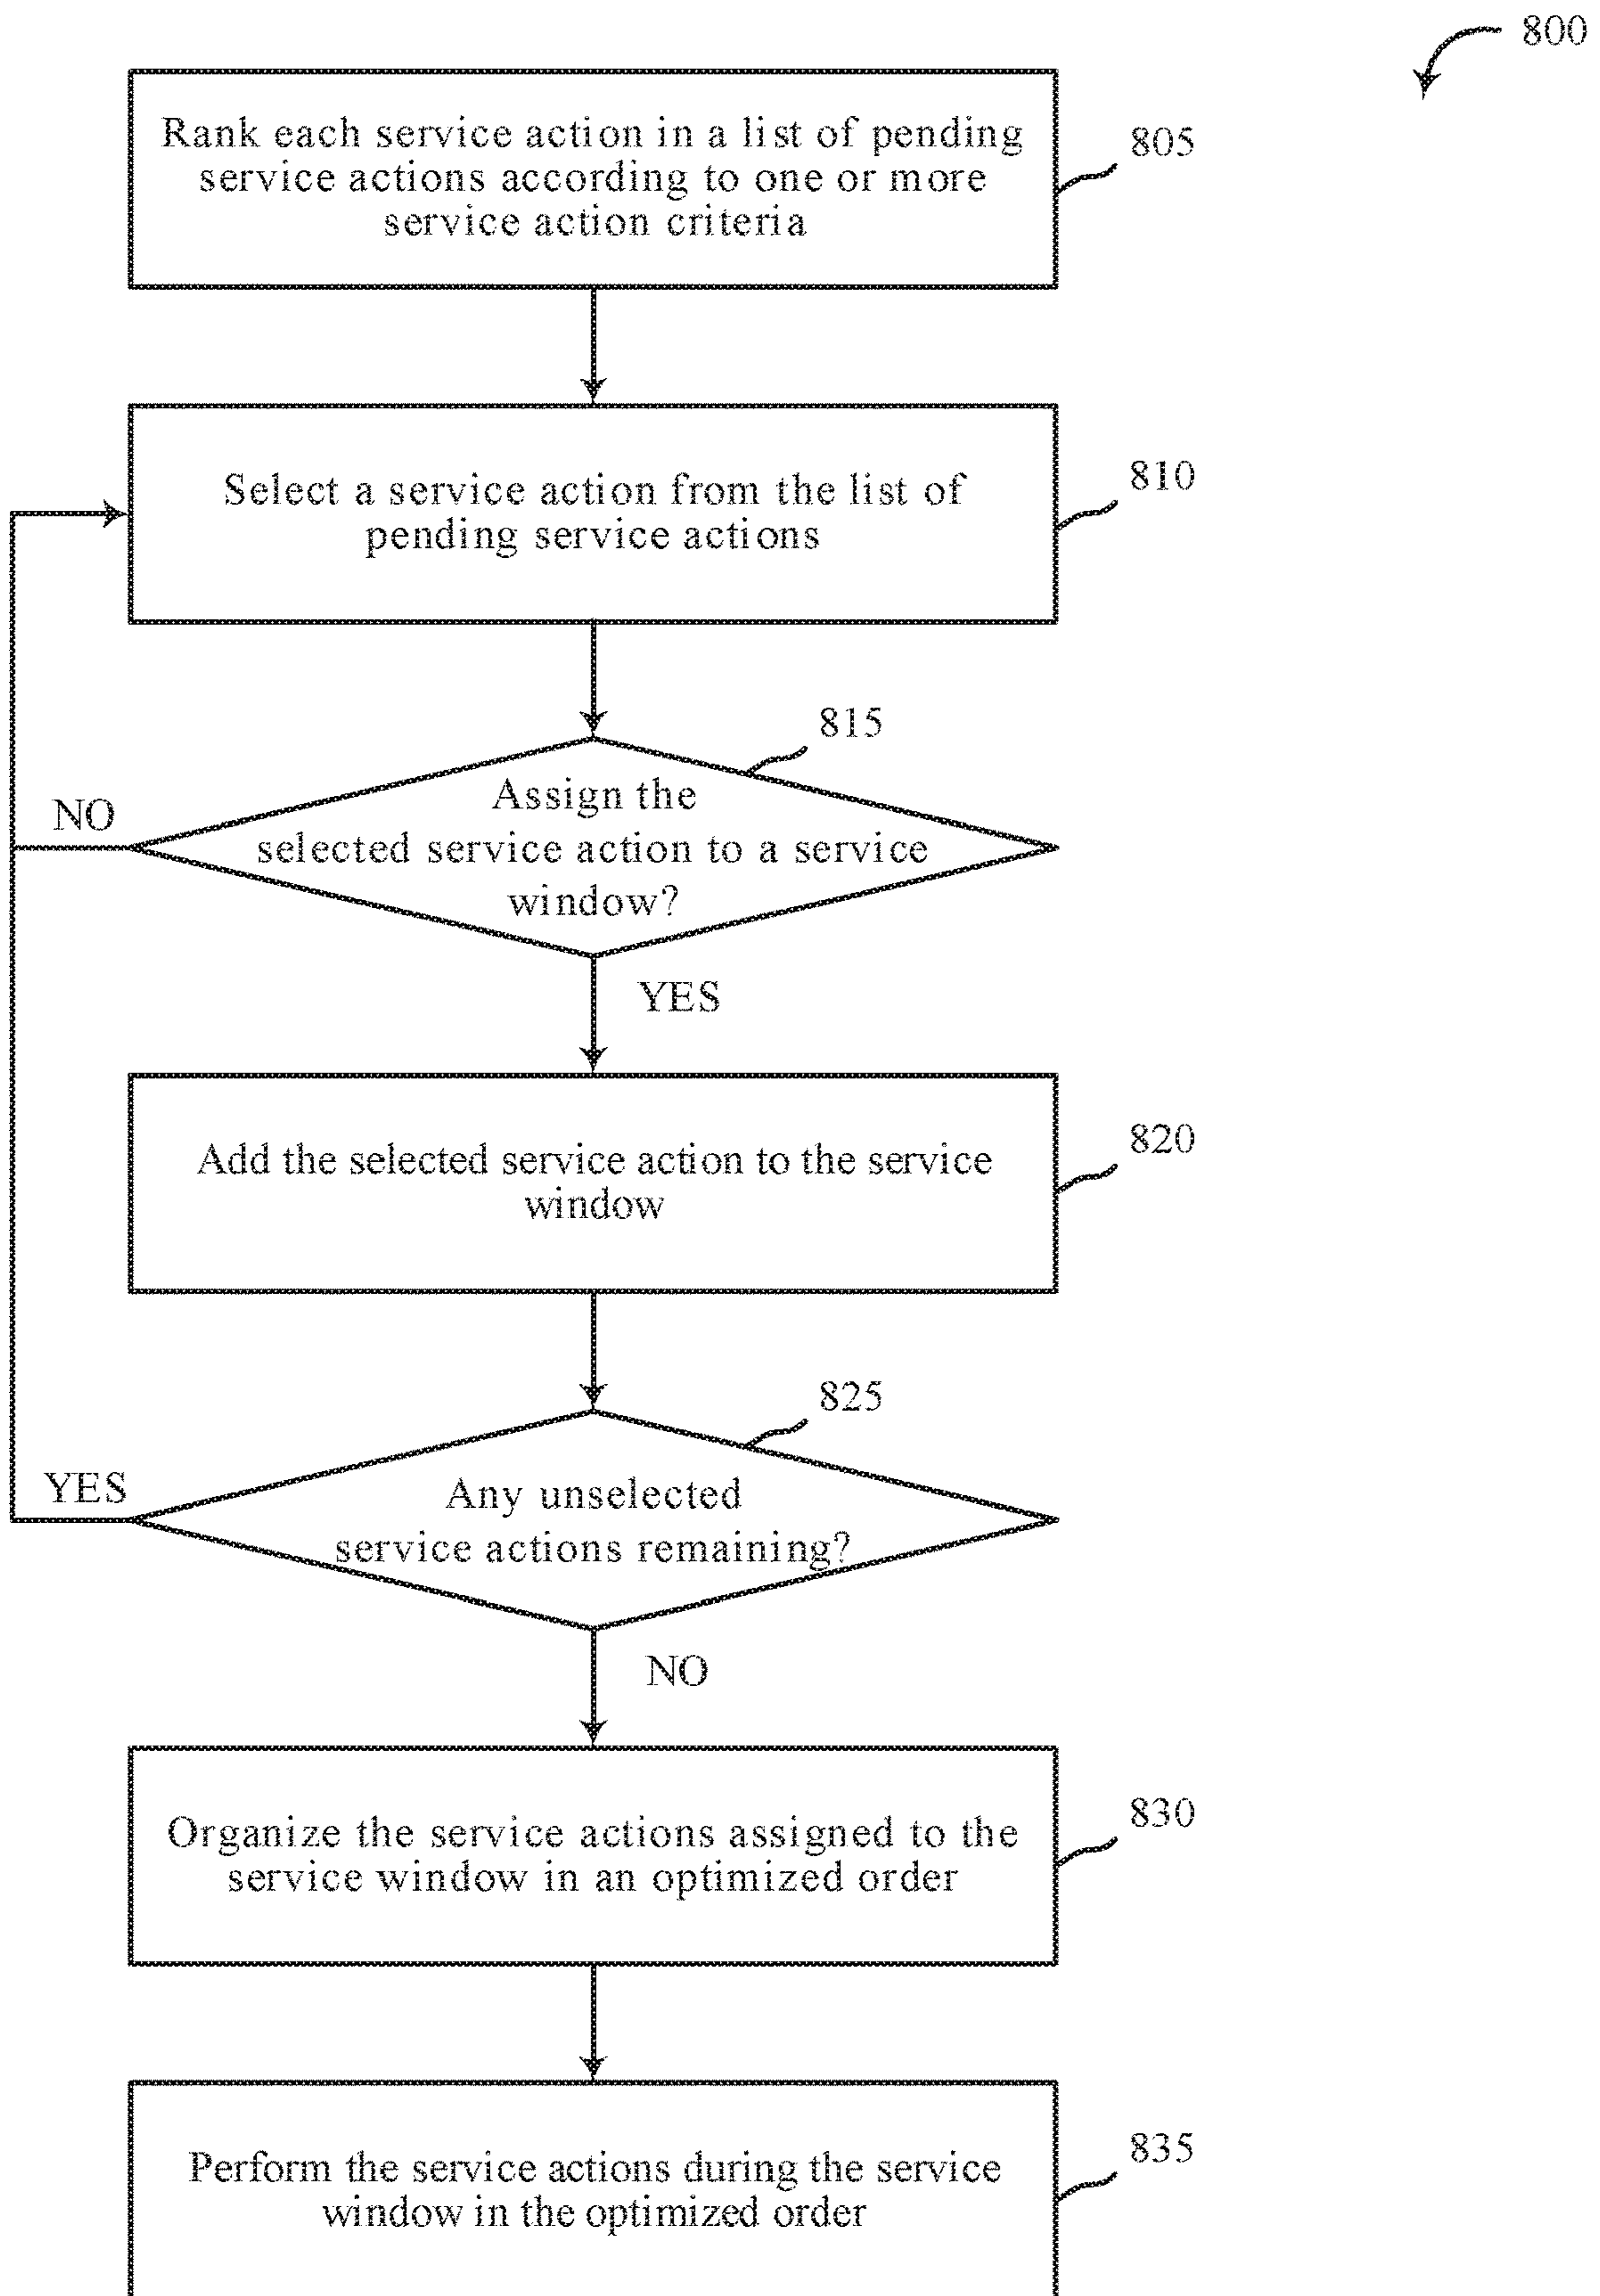 800
Rank each service action in a list of pending
service actions according to one or more
service action criteria
805
Select a service action from the list of
pending service actions
810
815
Assign the
selected service action to a service
window?
NO
YES
Add the selected service action to the service
window
820
825
Any unselected
service actions remaining?
YES
NO
Organize the service actions assigned to the
service window in an optimized order
830
Perform the service actions during the service
window in the optimized order
835